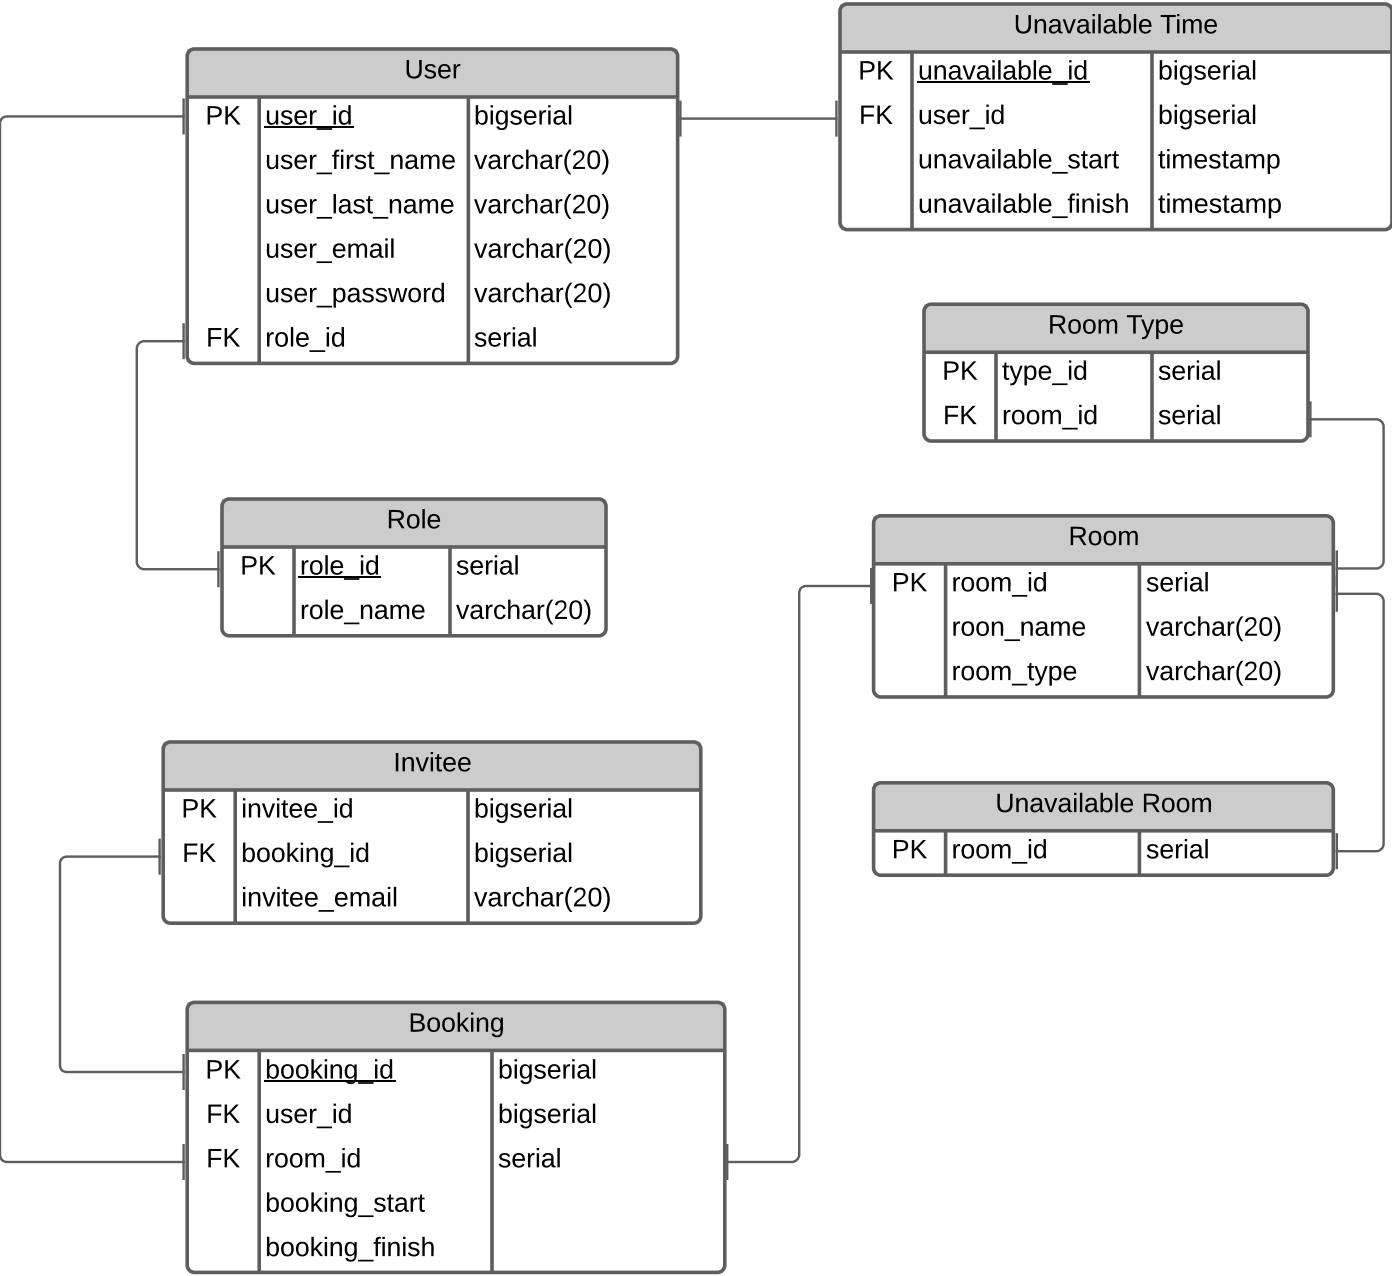 User
PK user_id bigserial
user_first_name varchar(20)
user_last_name varchar(20)
user_email varchar(20)
user_password varchar(20)
FK role_id serial
Unavailable Time
PK unavailable_id bigserial
FK user_id bigserial
unavailable_start timestamp
unavailable_finish timestamp
Room Type
PK type_id serial
FK room_id serial
Role
PK role_id serial
role_name varchar(20)
Room
PK room_id serial
roon_name varchar(20)
room_type varchar(20)
Invitee
PK invitee_id bigserial
FK booking_id bigserial
invitee_email varchar(20)
Unavailable Room
PK room_id serial
Booking
PK booking_id bigserial
FK user_id bigserial
FK room_id serial
booking_start
booking_finish